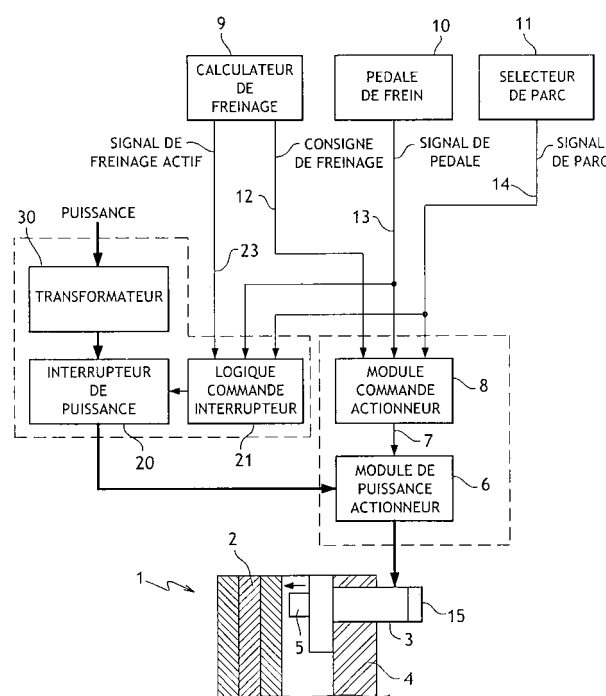 9
10
11
CALCULATEUR
DE
FREINAGE
PEDALE
DE FREIN
SELECTEUR
DE PARC
SIGNAL DE
FREINAGE ACTIF
CONSIGNE
DE FREINAGE
SIGNAL DE
PEDALE
SIGNAL
DE PARC
12
13
14
PUISSANCE
30
23
TRANSFORMATEUR
INTERRUPTEUR
DE
PUISSANCE
LOGIQUE
COMMANDE
INTERRUPTEUR
MODULE
COMMANDE
ACTIONNEUR
8
20
21
7
MODULE DE
PUISSANCE
ACTIONNEUR
6
1
2
5
3
15
4